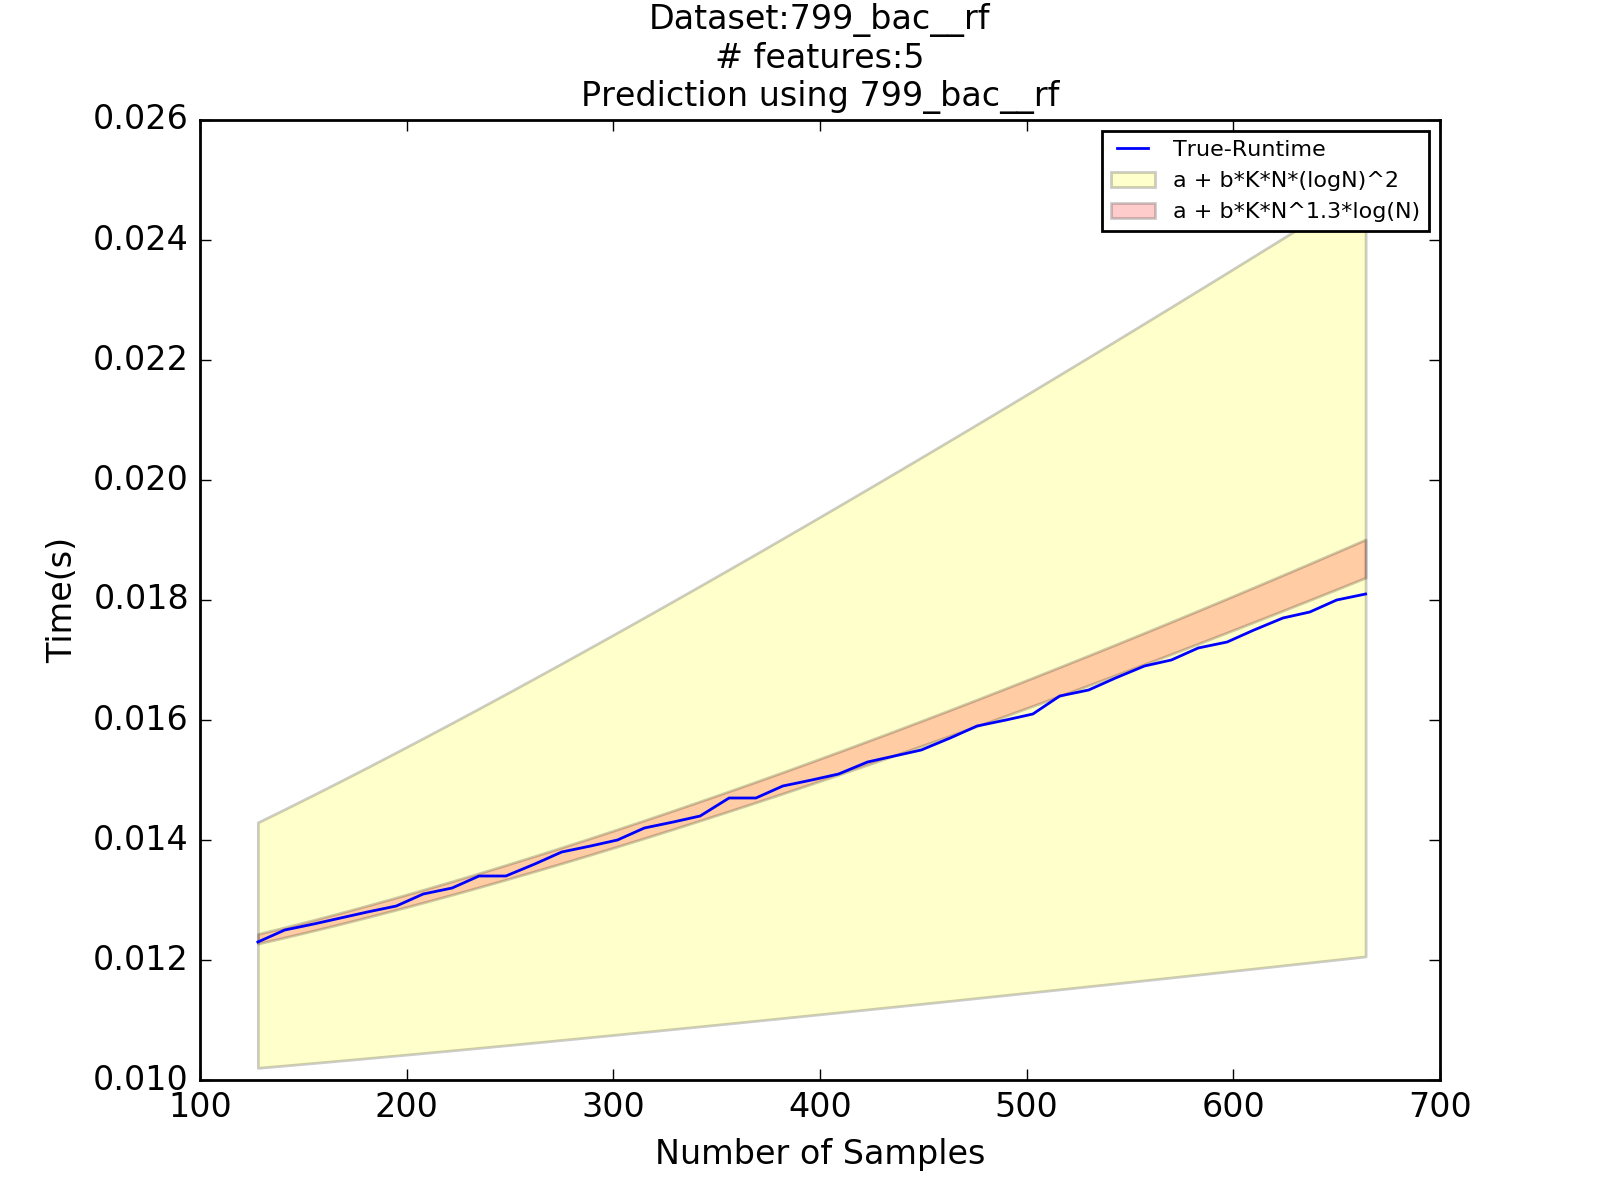 Dataset:799_bac__rf
# features:5
Prediction using 799_bac__rf
0.026
0.024
0.022
0.020
0.018
0.016
0.014
0.012
0.010
Time(s)
True-Runtime
a + b*K*N*(logN)^2
a + b*K*N^1.3*log(N)
100 200 300 400 500 600 700
Number of Samples